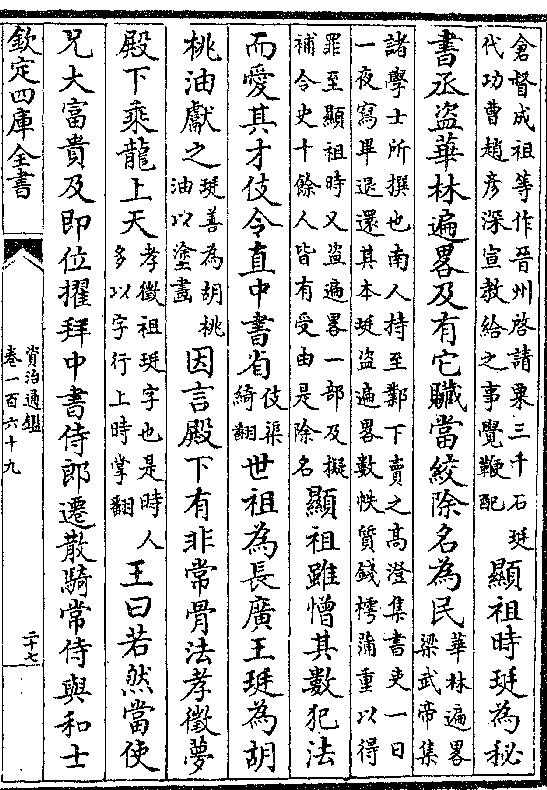 倉督成祖等作晉州啓請粟三千石珽
代功曹趙彦深宣教給之事覺鞭配顯祖時珽為秘
書丞盜華林遍畧及有它贓當絞除名為民華林遍畧
梁武帝集
諸學士所撰也南人持至鄴下賣之高澄集書吏一日
一夜寫畢退還其本珽盜遍畧數帙質錢樗蒲重以得
罪至顯祖時又盜遍畧一部及擬
補令史十餘人皆有受由是除名顯祖雖憎其數犯法
而愛其才伎令直中書省伎渠
綺翻世祖為長廣王珽為胡
桃油獻之珽善為胡桃
油以塗畫因言殿下有非常骨法孝徵夢
殿下乘龍上天孝徵祖珽字也是時人
多以字行上時掌翻王曰若然當使
兄大富貴及即位擢拜中書侍郎遷散騎常侍與和士
欽定四庫全書
資治通鑑
卷一百六十九
二十七